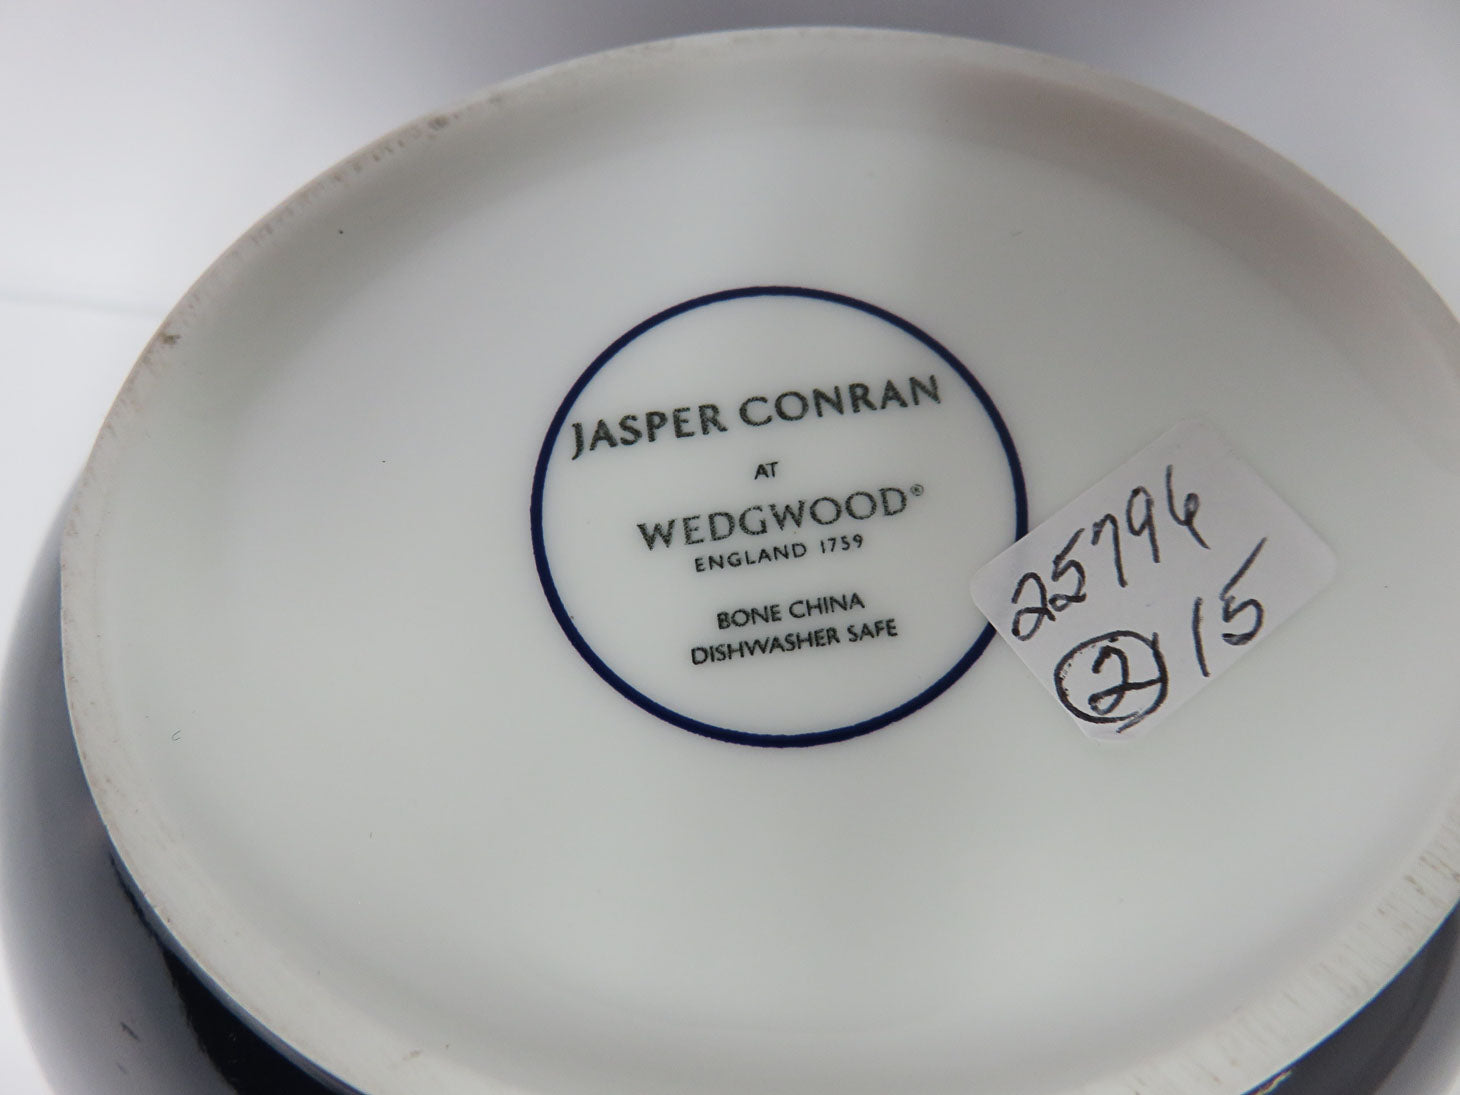 JASPER CONRAN
AT
WEDGWOOD®
ENGLAND 1759
BONE CHINA
DISHWASHER SAFE
25796
2 15